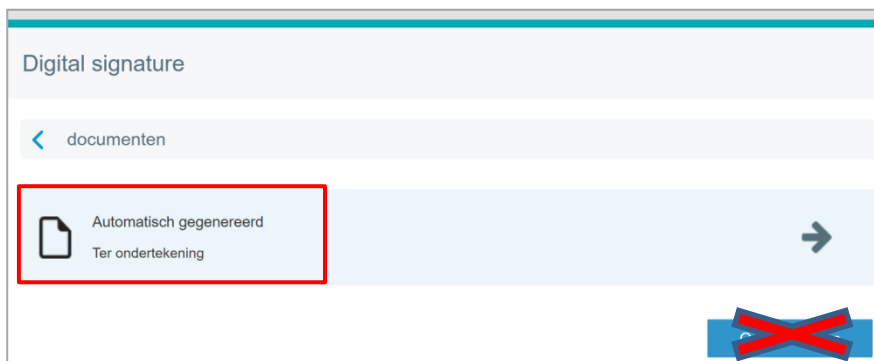 Digital signature
documenten
Automatisch gegenereerd
Ter ondertekening